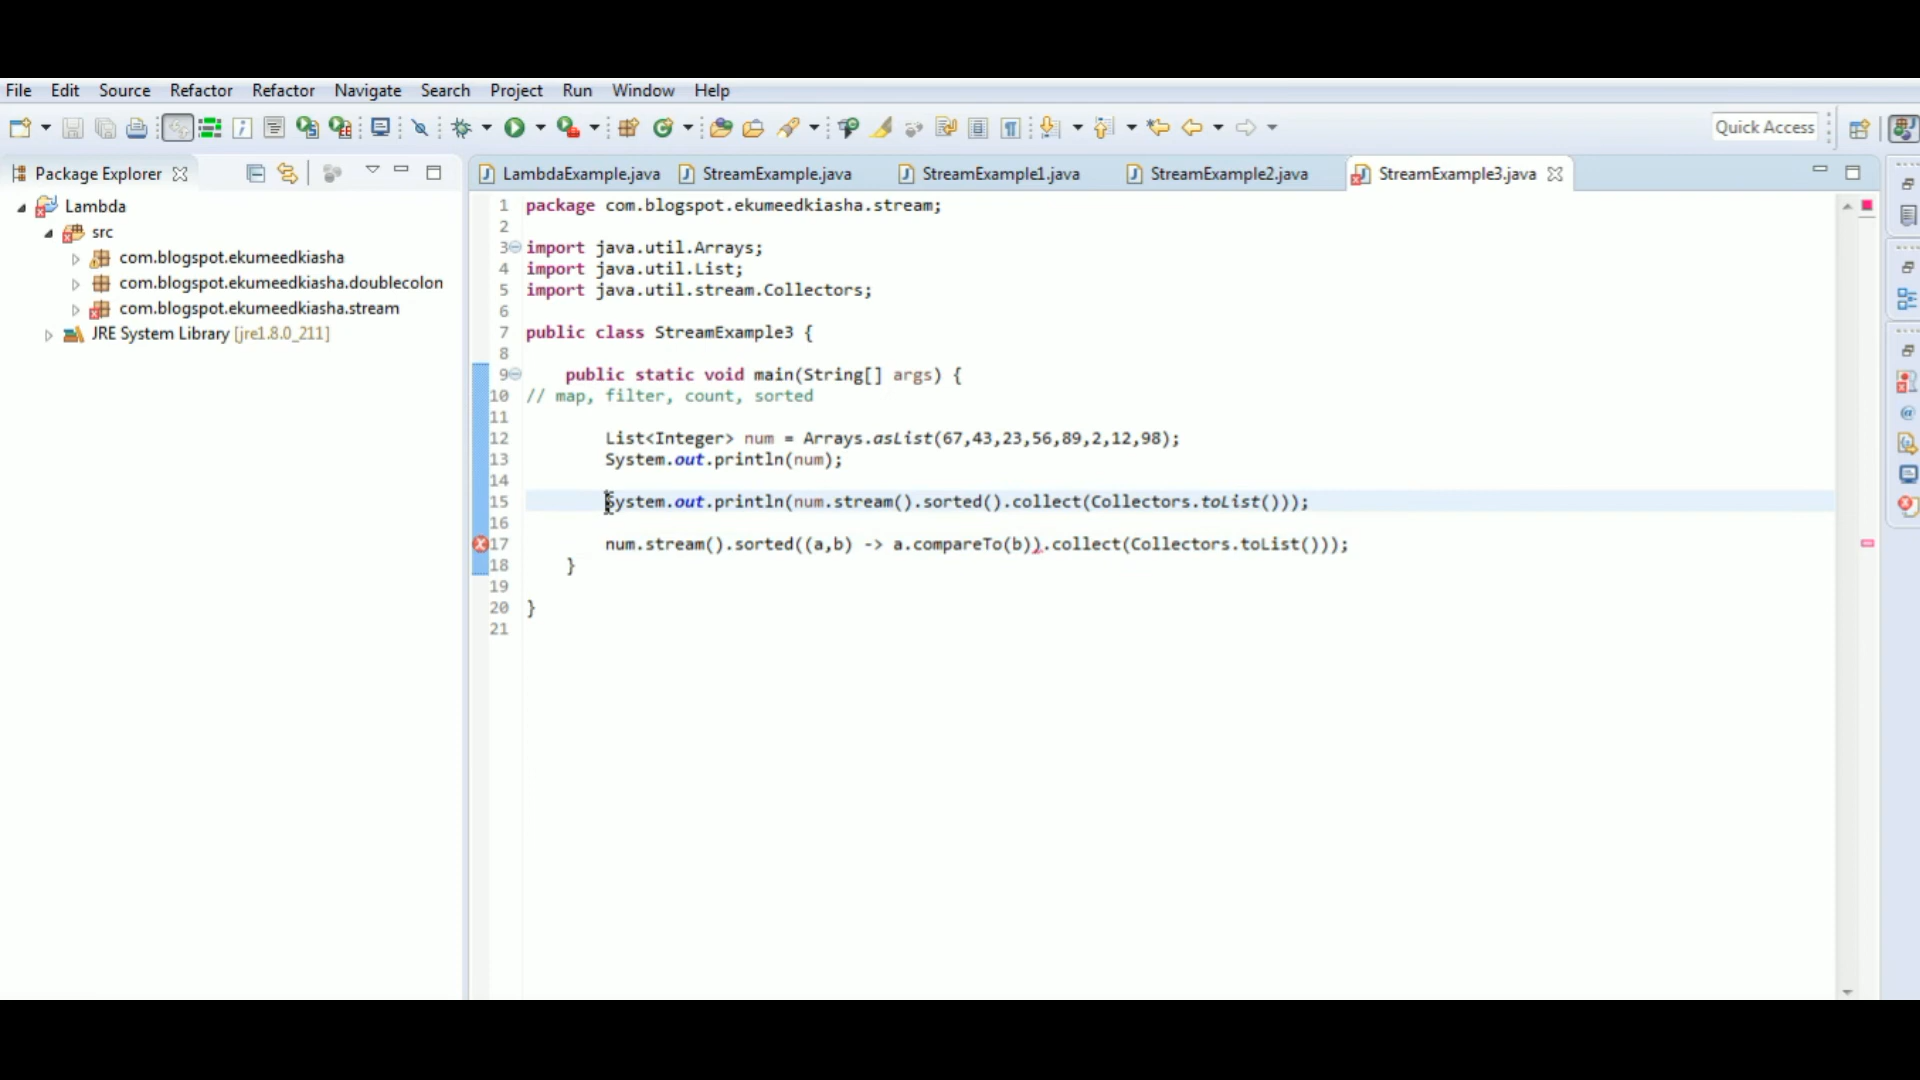 File Edit Source Refactor Refactor Navigate Search Project Run Window Help
Quick Access
Package Explorer
LambdaExample.java StreamExample.java StreamExample1.java StreamExample2.java StreamExample3.java
Lambda
src
com.blogspot.ekumeedkiasha
com.blogspot.ekumeedkiasha.doublecolon
com.blogspot.ekumeedkiasha.stream
JRE System Library [jre1.8.0_211]
1 package com.blogspot.ekumeedkiasha.stream;
2
3 import java.util.Arrays;
4 import java.util.List;
5 import java.util.stream.Collectors;
6
7 public class StreamExample3 {
8
9 public static void main(String[] args) {
10 // map, filter, count, sorted
11
12 List<Integer> num = Arrays.asList(67,43,23,56,89,2,12,98);
13 System.out.println(num);
14
15 System.out.println(num.stream().sorted().collect(Collectors.toList()));
16
17 num.stream().sorted((a,b) -> a.compareTo(b)).collect(Collectors.toList()));
18 }
19
20 }
21